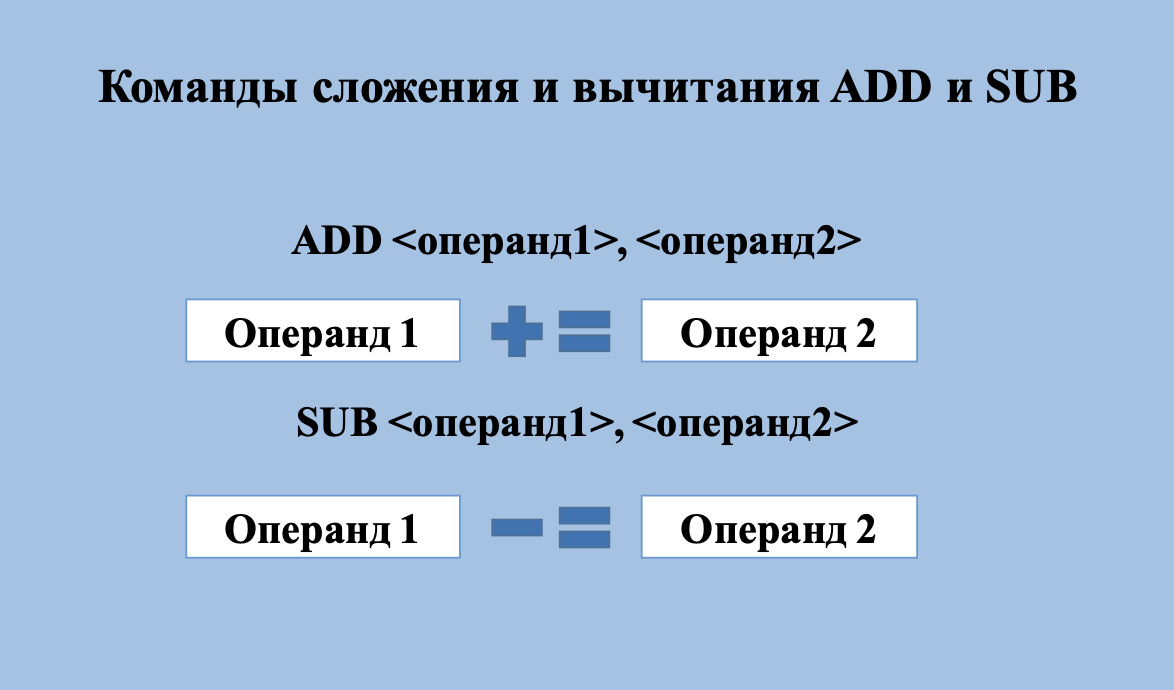 Команды сложения и вычитания ADD и SUB
ADD <операнд1>, <операнд2>
Операнд 1 += Операнд 2
SUB <операнд1>, <операнд2>
Операнд 1 -= Операнд 2